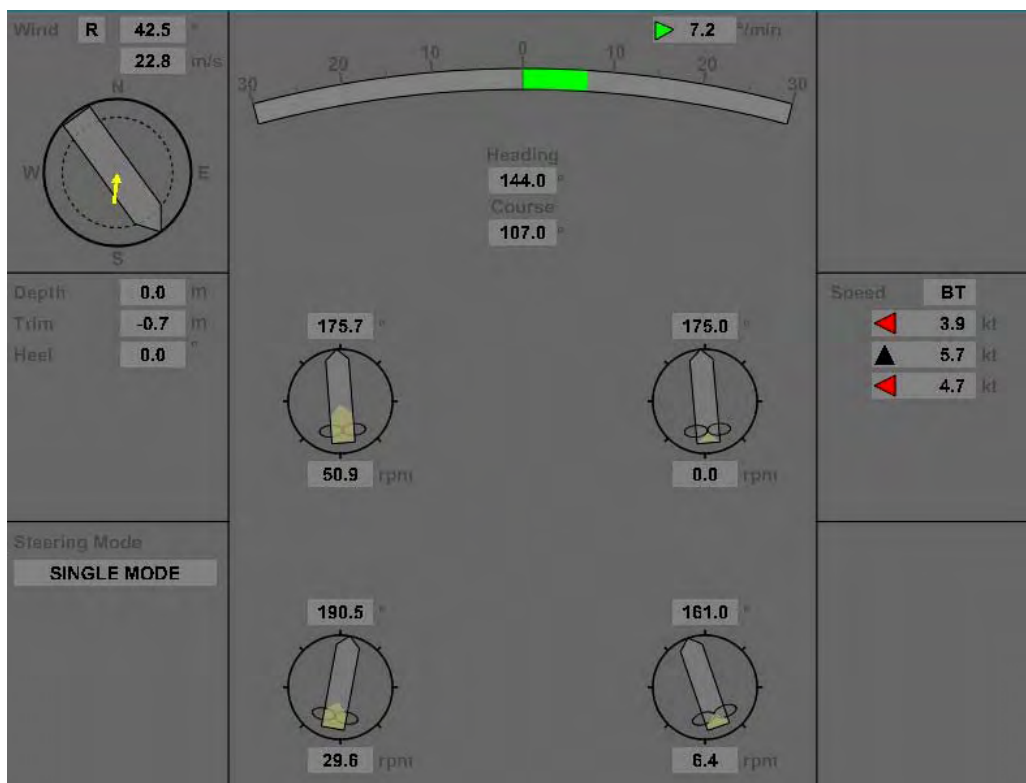 Wind R 42.5 °
22.8 m/s
N
W E
S
7.2 °/min
30 20 10 0 10 20 30
Heading
144.0 °
Course
107.0 °
Depth 0.0 m
Trim -0.7 m
Heel 0.0 °
Speed BT
3.9 kt
5.7 kt
4.7 kt
175.7 °
50.9 rpm
175.0 °
0.0 rpm
Steering Mode
SINGLE MODE
190.5 °
29.6 rpm
161.0 °
6.4 rpm